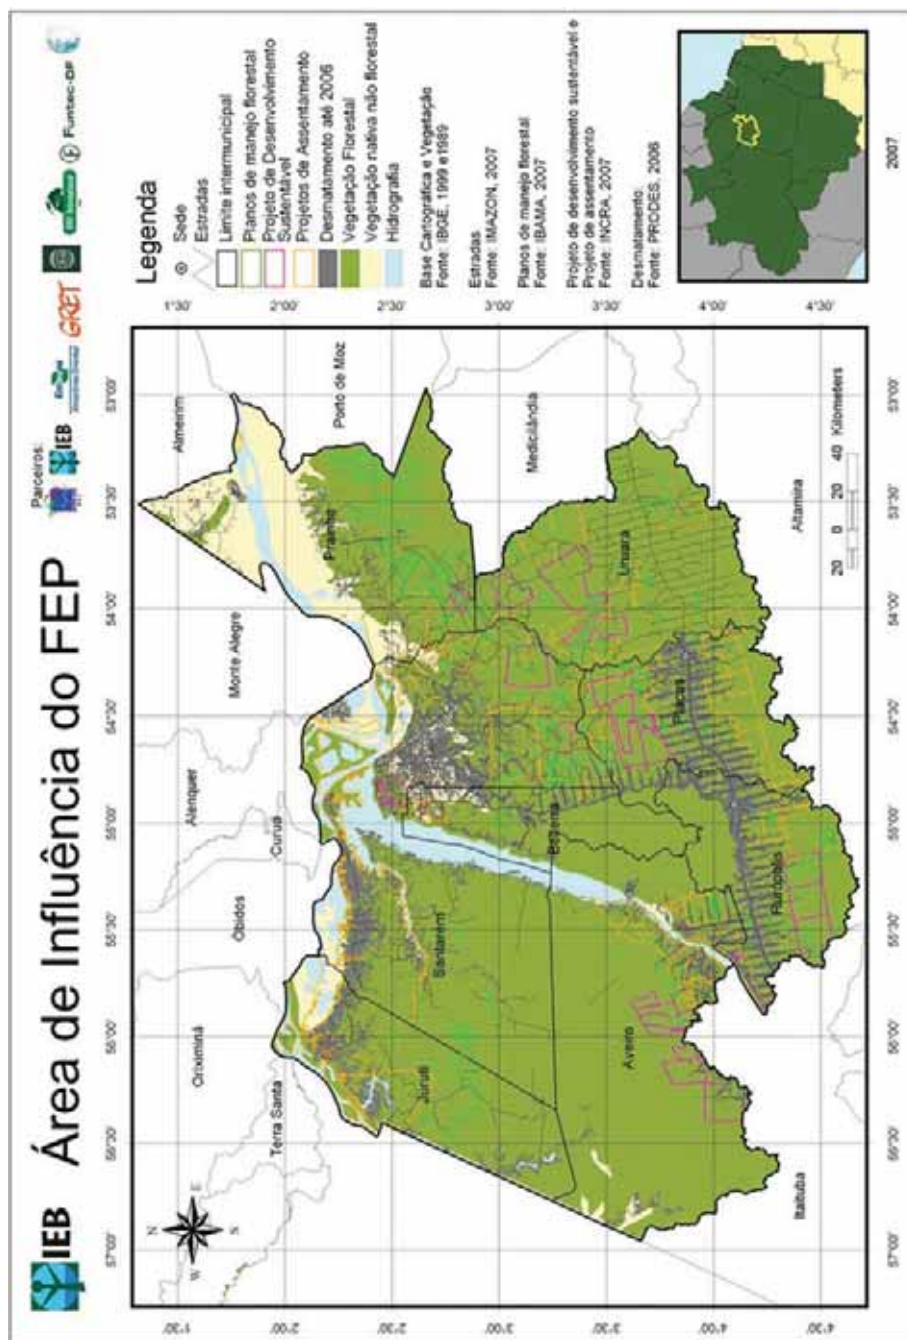 IEB
Área de Influência do FEP
Parceiros:
IEB
GRET
Funtec-DF
Legenda
Sede
Estradas
Limite intermunicipal
Planos de manejo florestal
Projeto de Desenvolvimento
Sustentável
Projetos de Assentamento
Desmatamento até 2006
Vegetação Florestal
Vegetação nativa não florestal
Hidrografia
Base Cartográfica e Vegetação
Fonte: IBGE, 1999 e1989
Estradas
Fonte: IMAZON, 2007
Planos de manejo florestal
Fonte: IBAMA, 2007
Projeto de desenvolvimento sustentável e
Projeto de assentamento
Fonte: INCRA, 2007
Desmatamento:
Fonte: PRODES, 2006
2007
N
W E
S
Terra Santa
Oriximiná
Óbidos
Curuá
Alenquer
Monte Alegre
Almeirim
Porto de Moz
Prainha
Medicilândia
Uruará
Altamira
Placas
Belterra
Rurópolis
Santarém
Aveiro
Juruti
Itaituba
57°00' 56°00' 55°30' 55°00' 54°30' 54°00' 53°30' 53°00'
1°30' 2°00' 2°30' 3°00' 3°30' 4°00' 4°30'
20 0 20 40
Kilometers